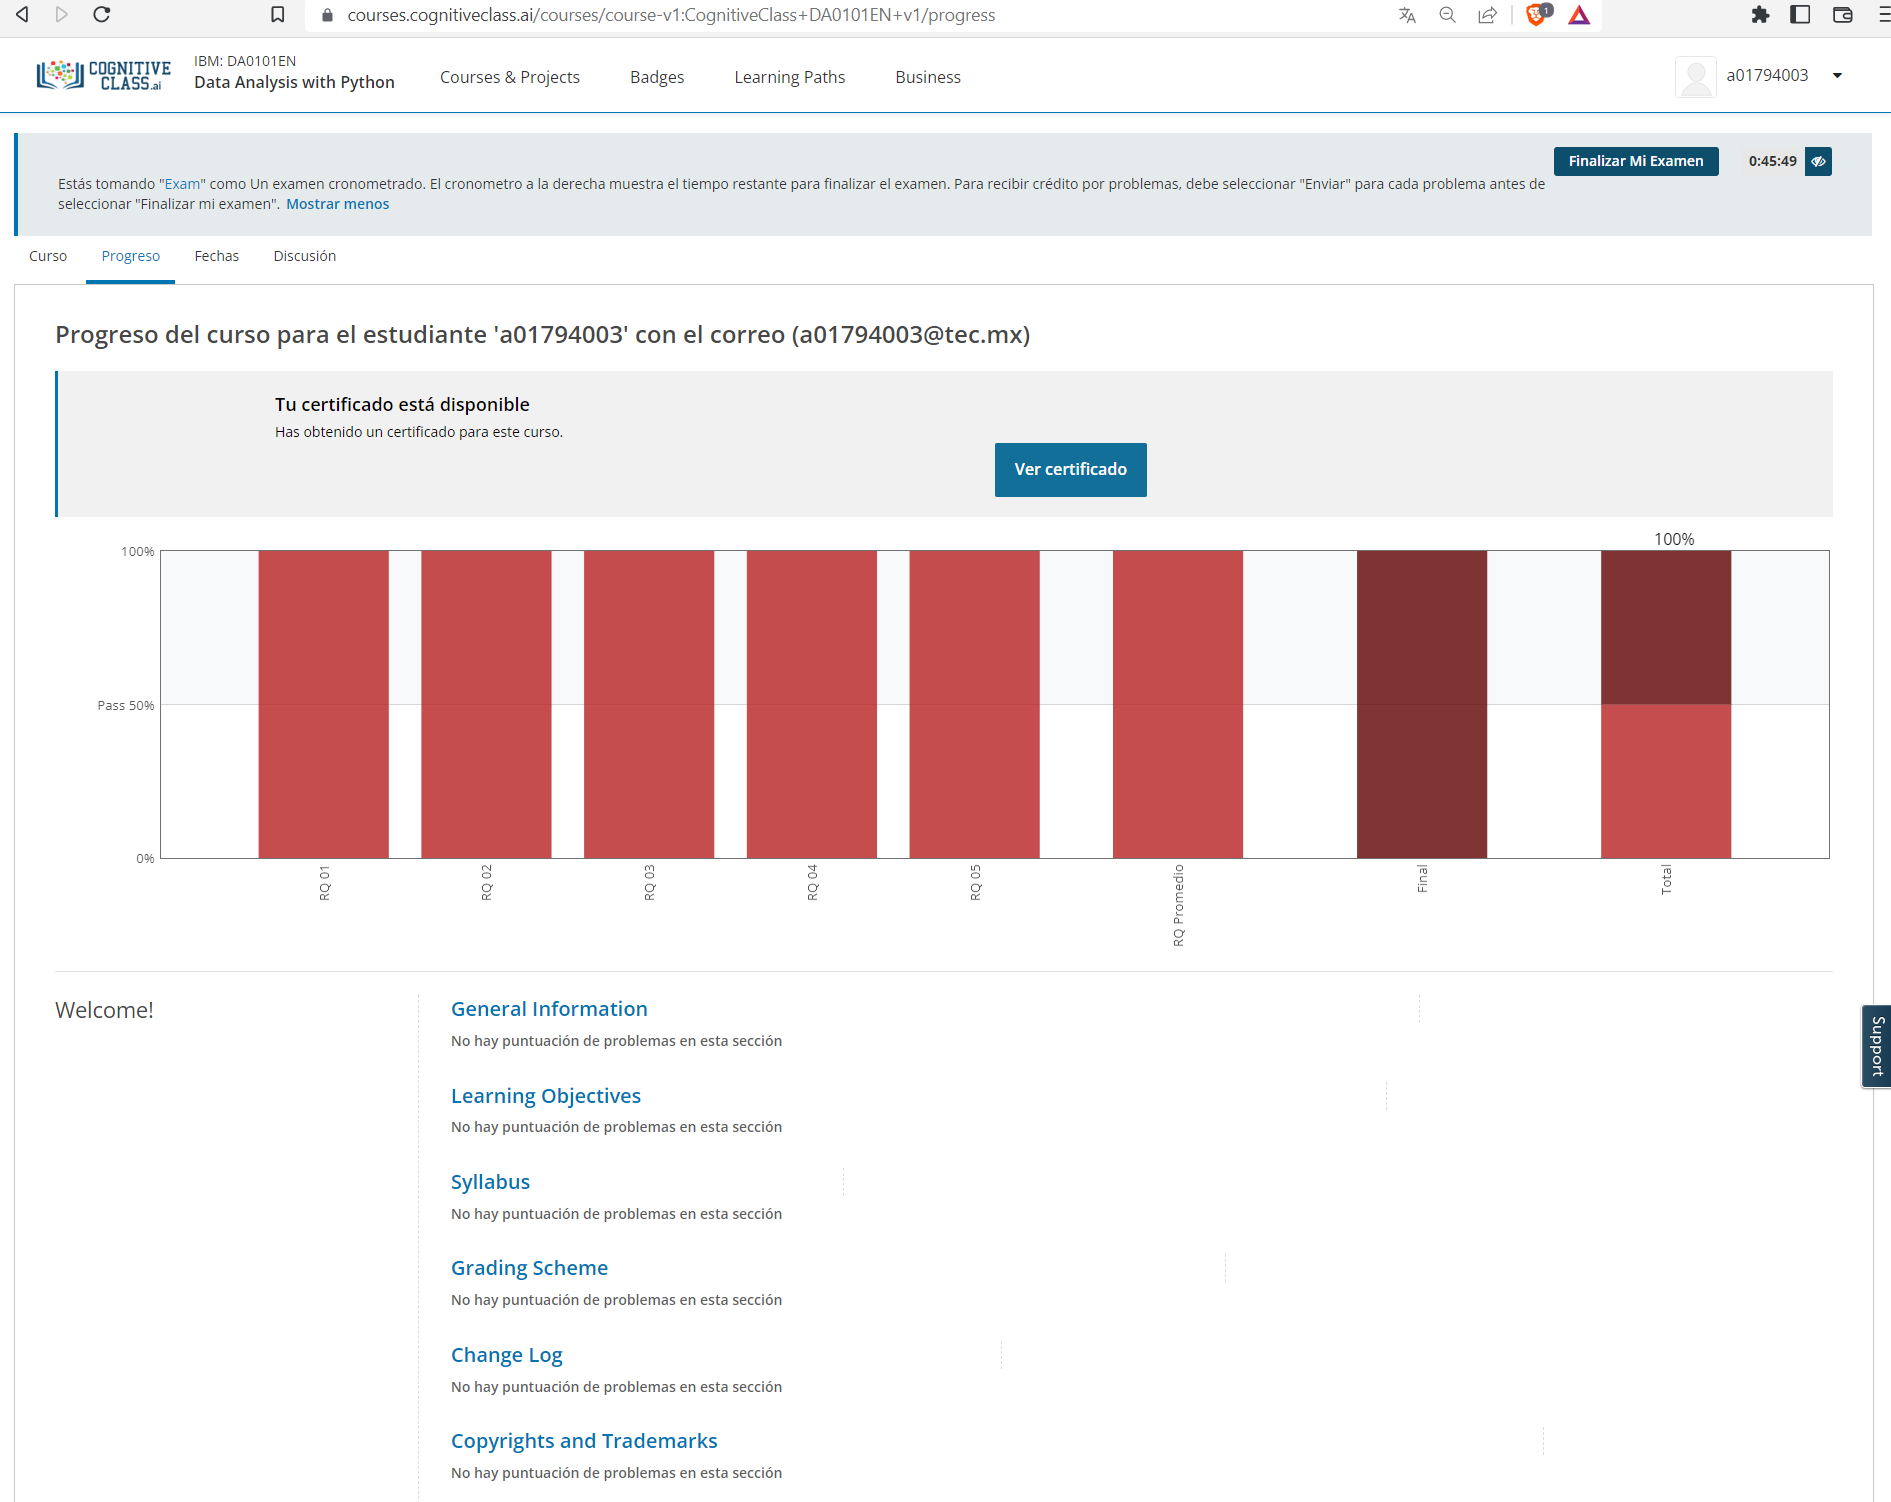 courses.cognitiveclass.ai/courses/course-v1:CognitiveClass+DA0101EN+v1/progress
1
COGNITIVE
CLASS.ai
IBM: DA0101EN
Data Analysis with Python
Courses & Projects
Badges
Learning Paths
Business
a01794003
Finalizar Mi Examen
0:45:49
Estás tomando "Exam" como Un examen cronometrado. El cronometro a la derecha muestra el tiempo restante para finalizar el examen. Para recibir crédito por problemas, debe seleccionar "Enviar" para cada problema antes de
seleccionar "Finalizar mi examen". Mostrar menos
Curso
Progreso
Fechas
Discusión
Progreso del curso para el estudiante 'a01794003' con el correo (a01794003@tec.mx)
Tu certificado está disponible
Has obtenido un certificado para este curso.
Ver certificado
100%
100%
Pass 50%
0%
RQ 01
RQ 02
RQ 03
RQ 04
RQ 05
RQ Promedio
Final
Total
Welcome!
General Information
No hay puntuación de problemas en esta sección
Learning Objectives
No hay puntuación de problemas en esta sección
Syllabus
No hay puntuación de problemas en esta sección
Grading Scheme
No hay puntuación de problemas en esta sección
Change Log
No hay puntuación de problemas en esta sección
Copyrights and Trademarks
No hay puntuación de problemas en esta sección
Support